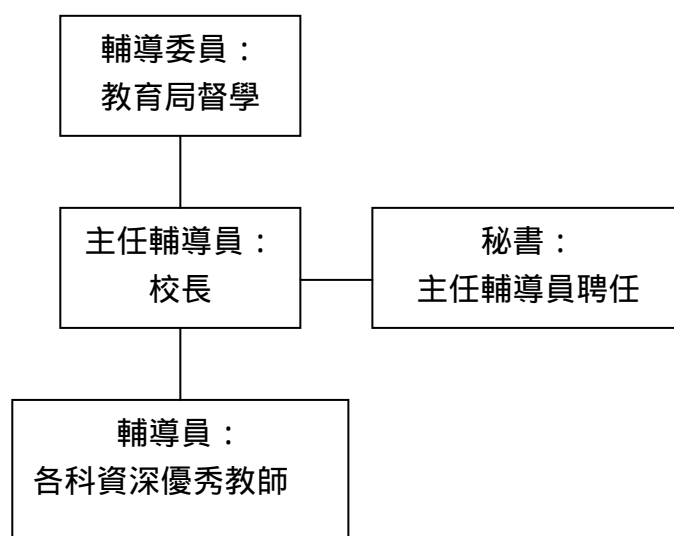 輔導委員：
教育局督學
主任輔導員：
校長
秘書：
主任輔導員聘任
輔導員：
各科資深優秀教師